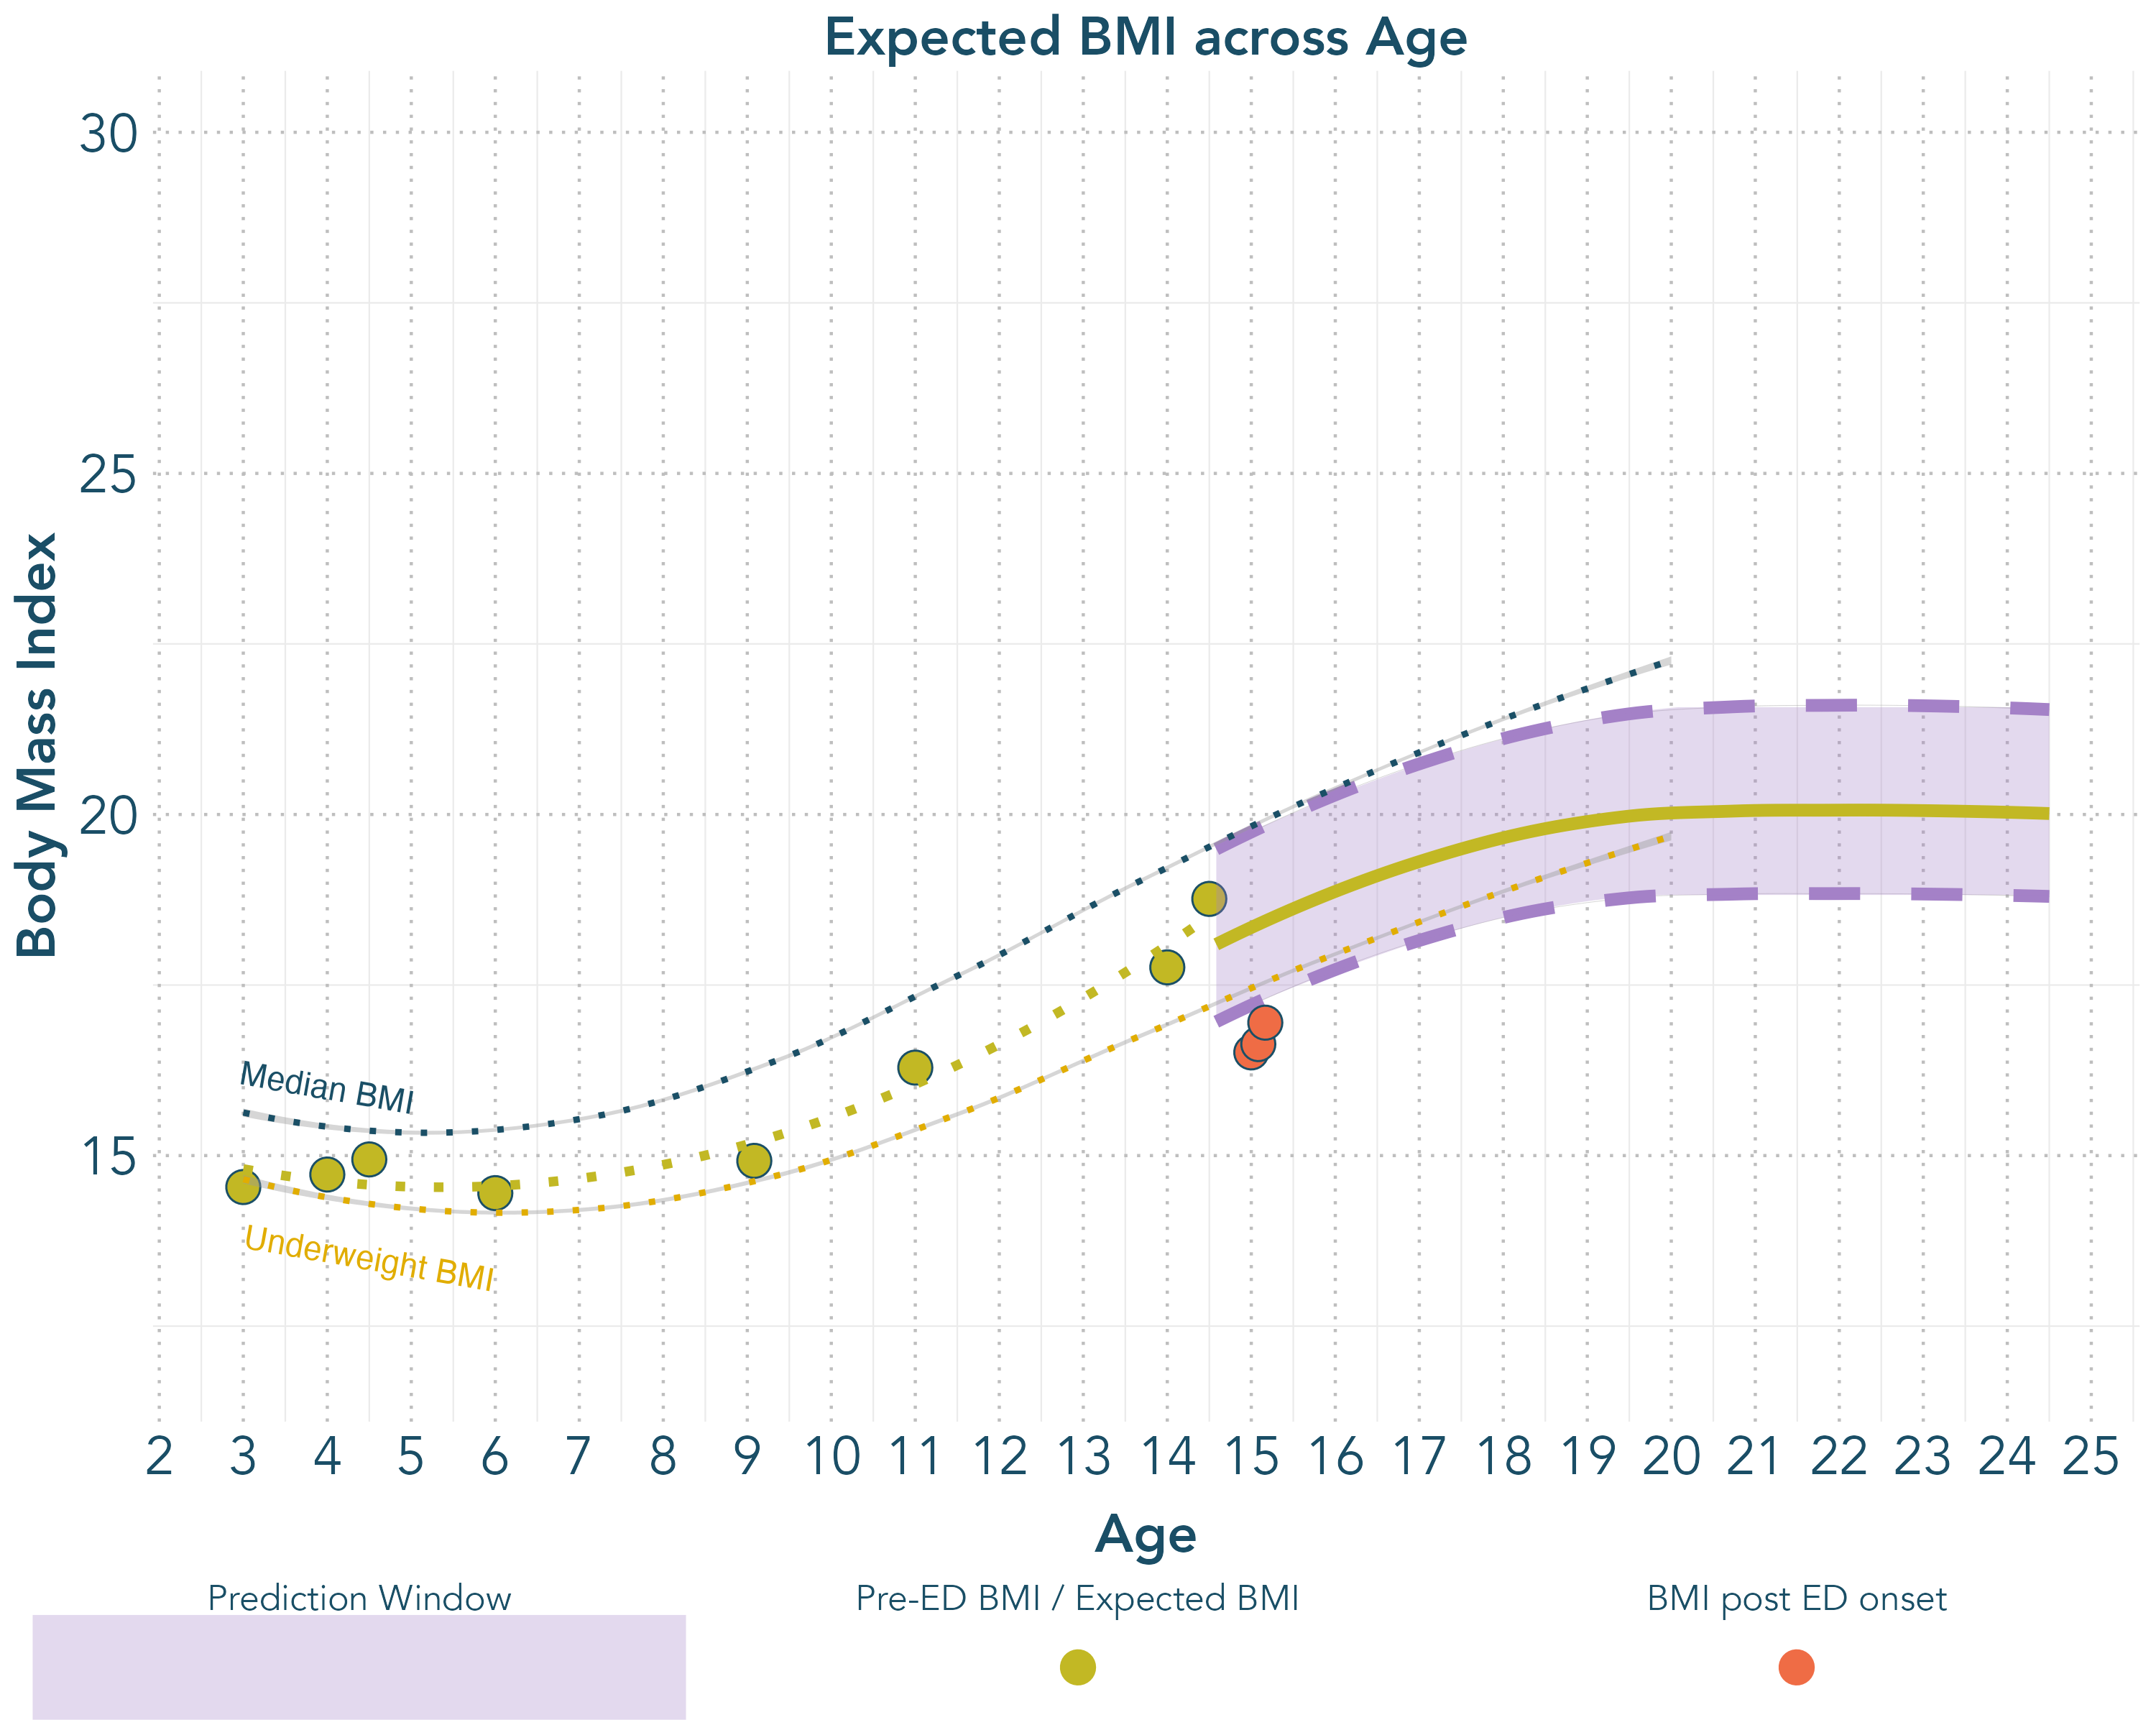 Expected BMI across Age
30
25
20
15
Body Mass Index
Median BMI
Underweight BMI
2 3 4 5 6 7 8 9 10 11 12 13 14 15 16 17 18 19 20 21 22 23 24 25
Age
Prediction Window
Pre-ED BMI / Expected BMI
BMI post ED onset